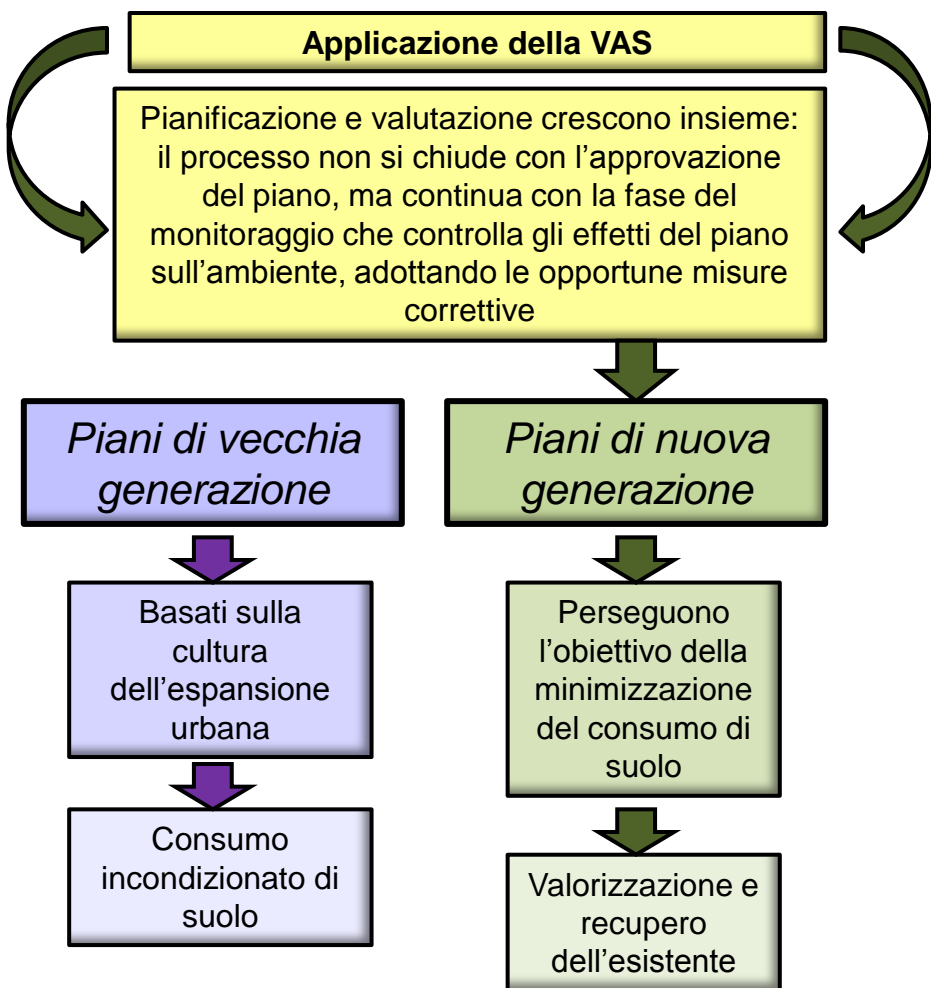 Applicazione della VAS
Pianificazione e valutazione crescono insieme:
il processo non si chiude con l’approvazione
del piano, ma continua con la fase del
monitoraggio che controlla gli effetti del piano
sull’ambiente, adottando le opportune misure
correttive
Piani di vecchia
generazione
Basati sulla
cultura
dell’espansione
urbana
Consumo
incondizionato di
suolo
Piani di nuova
generazione
Perseguono
l’obiettivo della
minimizzazione
del consumo di
suolo
Valorizzazione e
recupero
dell’esistente